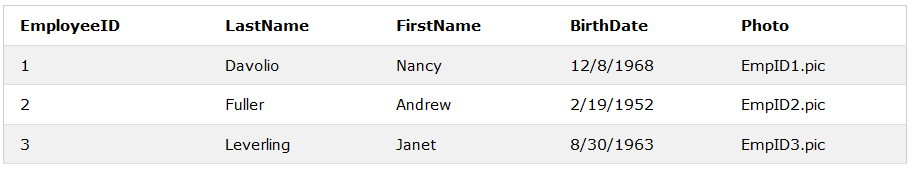 EmployeeID LastName FirstName BirthDate Photo
1 Davolio Nancy 12/8/1968 EmpID1.pic
2 Fuller Andrew 2/19/1952 EmpID2.pic
3 Leverling Janet 8/30/1963 EmpID3.pic